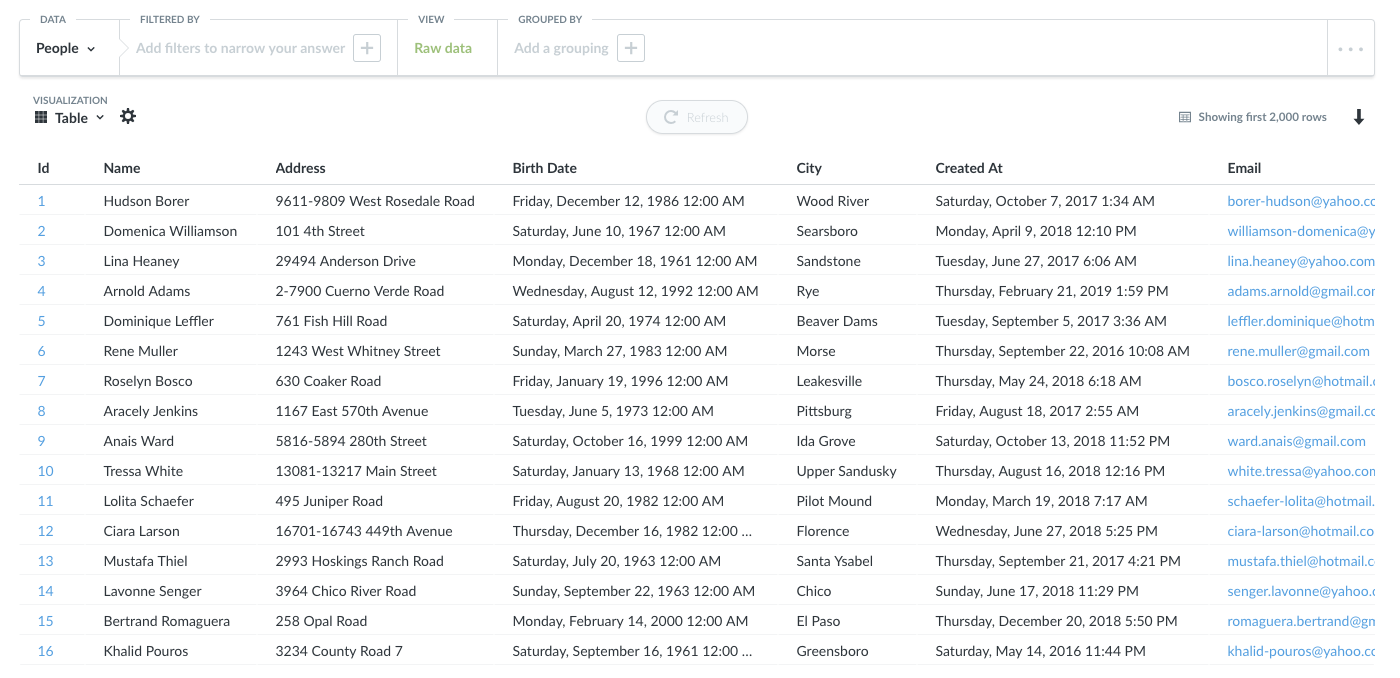 DATA FILTERED BY VIEW GROUPED BY
People Add filters to narrow your answer Raw data Add a grouping
VISUALIZATION
Table Refresh Showing first 2,000 rows
Id Name Address Birth Date City Created At Email
1 Hudson Borer 9611-9809 West Rosedale Road Friday, December 12, 1986 12:00 AM Wood River Saturday, October 7, 2017 1:34 AM borer-hudson@yahoo.co
2 Domenica Williamson 101 4th Street Saturday, June 10, 1967 12:00 AM Searsboro Monday, April 9, 2018 12:10 PM williamson-domenica@y
3 Lina Heaney 29494 Anderson Drive Monday, December 18, 1961 12:00 AM Sandstone Tuesday, June 27, 2017 6:06 AM lina.heaney@yahoo.com
4 Arnold Adams 2-7900 Cuerno Verde Road Wednesday, August 12, 1992 12:00 AM Rye Thursday, February 21, 2019 1:59 PM adams.arnold@gmail.com
5 Dominique Leffler 761 Fish Hill Road Saturday, April 20, 1974 12:00 AM Beaver Dams Tuesday, September 5, 2017 3:36 AM leffler.dominique@hotm
6 Rene Muller 1243 West Whitney Street Sunday, March 27, 1983 12:00 AM Morse Thursday, September 22, 2016 10:08 AM rene.muller@gmail.com
7 Roselyn Bosco 630 Coaker Road Friday, January 19, 1996 12:00 AM Leakesville Thursday, May 24, 2018 6:18 AM bosco.roselyn@hotmail.c
8 Aracely Jenkins 1167 East 570th Avenue Tuesday, June 5, 1973 12:00 AM Pittsburg Friday, August 18, 2017 2:55 AM aracely.jenkins@gmail.co
9 Anais Ward 5816-5894 280th Street Saturday, October 16, 1999 12:00 AM Ida Grove Saturday, October 13, 2018 11:52 PM ward.anais@gmail.com
10 Tressa White 13081-13217 Main Street Saturday, January 13, 1968 12:00 AM Upper Sandusky Thursday, August 16, 2018 12:16 PM white.tressa@yahoo.com
11 Lolita Schaefer 495 Juniper Road Friday, August 20, 1982 12:00 AM Pilot Mound Monday, March 19, 2018 7:17 AM schaefer-lolita@hotmail.
12 Ciara Larson 16701-16743 449th Avenue Thursday, December 16, 1982 12:00 ... Florence Wednesday, June 27, 2018 5:25 PM ciara-larson@hotmail.co
13 Mustafa Thiel 2993 Hoskings Ranch Road Saturday, July 20, 1963 12:00 AM Santa Ysabel Thursday, September 21, 2017 4:21 PM mustafa.thiel@hotmail.c
14 Lavonne Senger 3964 Chico River Road Sunday, September 22, 1963 12:00 AM Chico Sunday, June 17, 2018 11:29 PM senger.lavonne@yahoo.c
15 Bertrand Romaguera 258 Opal Road Monday, February 14, 2000 12:00 AM El Paso Thursday, December 20, 2018 5:50 PM romaguera.bertrand@gm
16 Khalid Pouros 3234 County Road 7 Saturday, September 16, 1961 12:00 ... Greensboro Saturday, May 14, 2016 11:44 PM khalid-pouros@yahoo.co